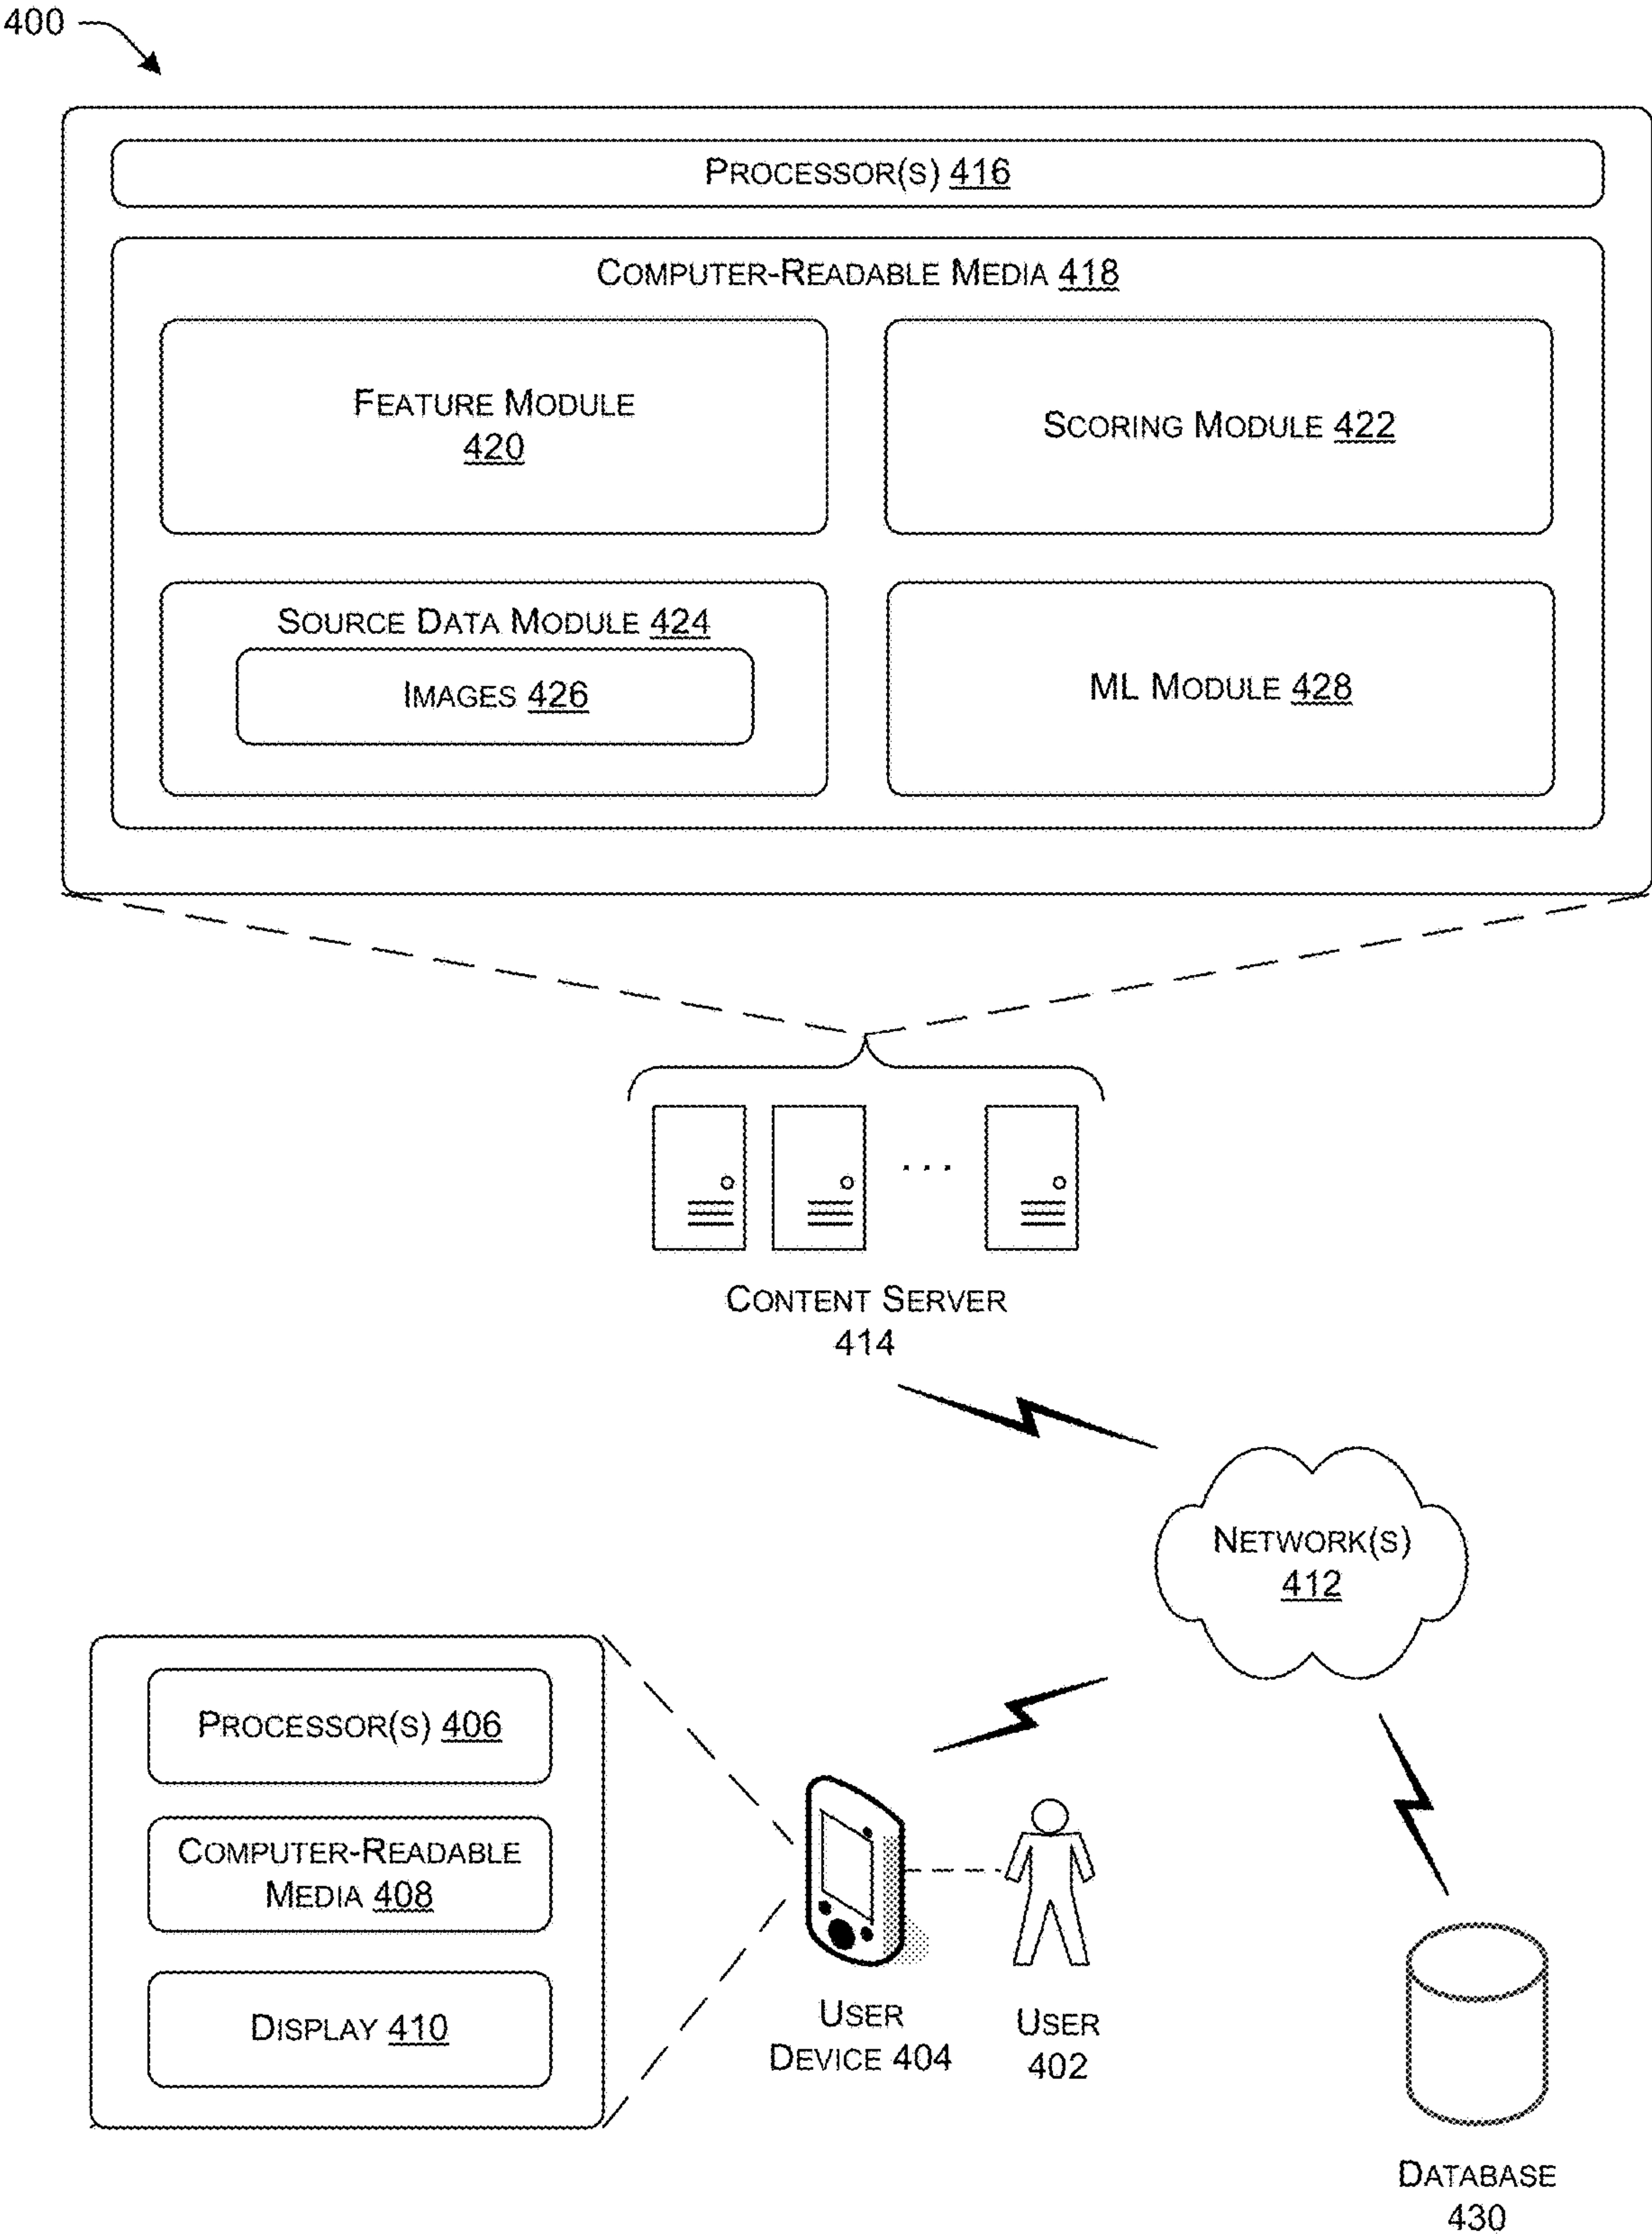 400
PROCESSOR(S) 416
COMPUTER-READABLE MEDIA 418
FEATURE MODULE
420
SCORING MODULE 422
SOURCE DATA MODULE 424
IMAGES 426
ML MODULE 428
...
CONTENT SERVER
414
NETWORK(S)
412
PROCESSOR(S) 406
COMPUTER-READABLE
MEDIA 408
DISPLAY 410
USER
DEVICE 404
USER
402
DATABASE
430